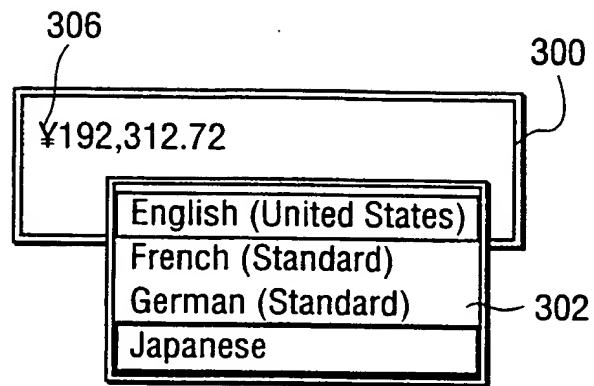 306
300
¥192,312.72
English (United States)
French (Standard)
German (Standard)
302
Japanese